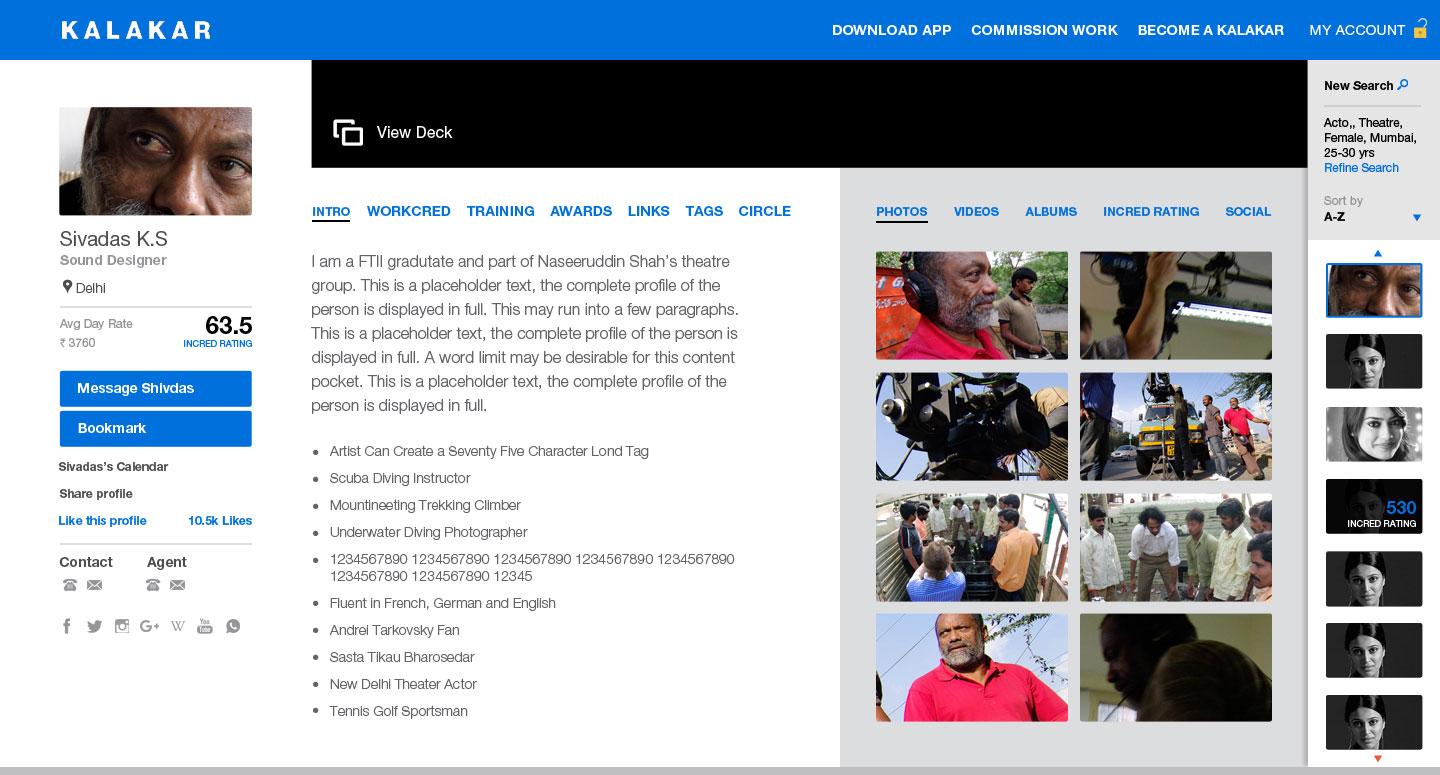 KALAKAR
DOWNLOAD APP
COMMISSION WORK
BECOME A KALAKAR
MY ACCOUNT
View Deck
Sivadas K.S
Sound Designer
Delhi
Avg Day Rate
₹ 3760
63.5
INCRED RATING
Message Shivdas
Bookmark
Sivadas's Calendar
Share profile
Like this profile
10.5k Likes
Contact
Agent
You
Tube
INTRO
WORKCRED
TRAINING
AWARDS
LINKS
TAGS
CIRCLE
I am a FTII gradutate and part of Naseeruddin Shah's theatre
group. This is a placeholder text, the complete profile of the
person is displayed in full. This may run into a few paragraphs.
This is a placeholder text, the complete profile of the person is
displayed in full. A word limit may be desirable for this content
pocket. This is a placeholder text, the complete profile of the
person is displayed in full.
• Artist Can Create a Seventy Five Character Lond Tag
• Scuba Diving Instructor
• Mountineeting Trekking Climber
• Underwater Diving Photographer
• 1234567890 1234567890 1234567890 1234567890 1234567890
1234567890 1234567890 12345
• Fluent in French, German and English
• Andrei Tarkovsky Fan
• Sasta Tikau Bharosedar
• New Delhi Theater Actor
• Tennis Golf Sportsman
PHOTOS
VIDEOS
ALBUMS
INCRED RATING
SOCIAL
New Search
Acto,, Theatre,
Female, Mumbai,
25-30 yrs
Refine Search
Sort by
A-Z
530
INCRED RATING